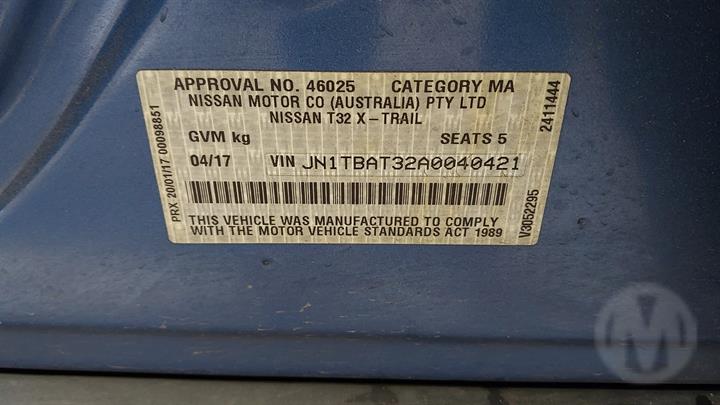 APPROVAL NO. 46025 CATEGORY MA
NISSAN MOTOR CO (AUSTRALIA) PTY LTD
NISSAN T32 X-TRAIL
GVM kg SEATS 5
04/17 VIN JN1TBAT32A0040421
THIS VEHICLE WAS MANUFACTURED TO COMPLY
WITH THE MOTOR VEHICLE STANDARDS ACT 1989
PRX 20/01/17 00098851
2411444
V3052295
M